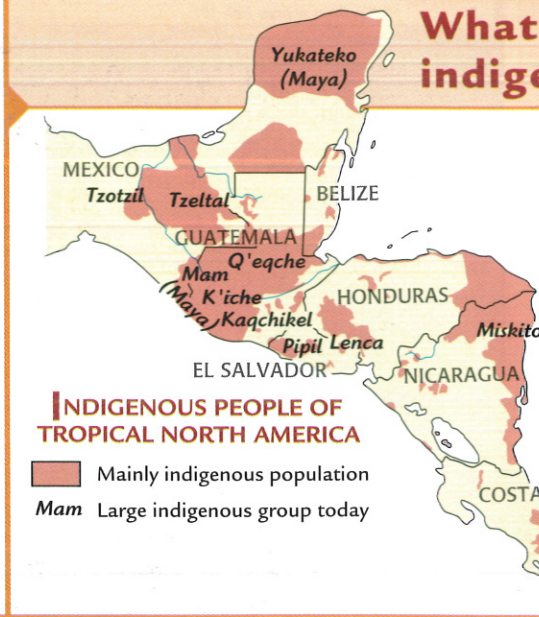 What
indige
Yukateko
(Maya)
MEXICO
Tzotzil
Tzeltal
BELIZE
GUATEMALA
Q'eqche
Mam
(Maya)
K'iche
Kaqchikel
HONDURAS
Miskito
Pipil
Lenca
EL SALVADOR
NICARAGUA
INDIGENOUS PEOPLE OF
TROPICAL NORTH AMERICA
Mainly indigenous population
Mam Large indigenous group today
COSTA